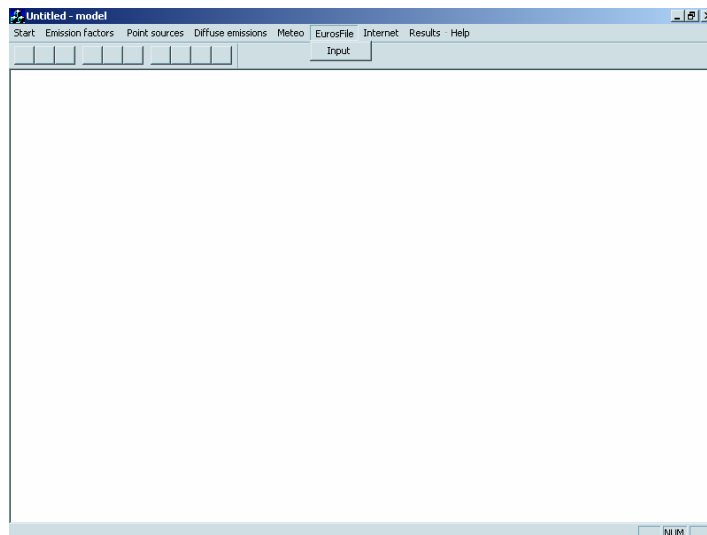 Untitled - model
Start Emission factors Point sources Diffuse emissions Meteo EurosFile Internet Results Help
Input
NUM